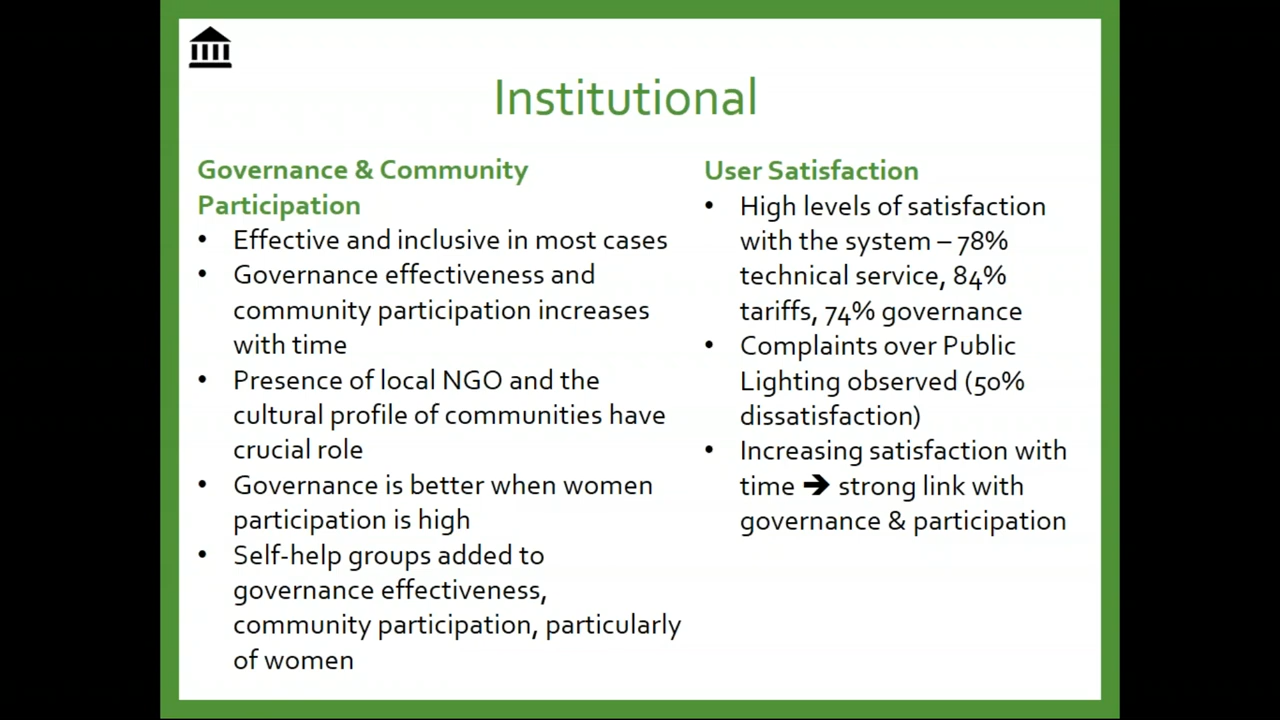 Institutional
Governance & Community
Participation
• Effective and inclusive in most cases
• Governance effectiveness and
community participation increases
with time
• Presence of local NGO and the
cultural profile of communities have
crucial role
• Governance is better when women
participation is high
• Self-help groups added to
governance effectiveness,
community participation, particularly
of women
User Satisfaction
• High levels of satisfaction
with the system – 78%
technical service, 84%
tariffs, 74% governance
• Complaints over Public
Lighting observed (50%
dissatisfaction)
• Increasing satisfaction with
time ➔ strong link with
governance & participation